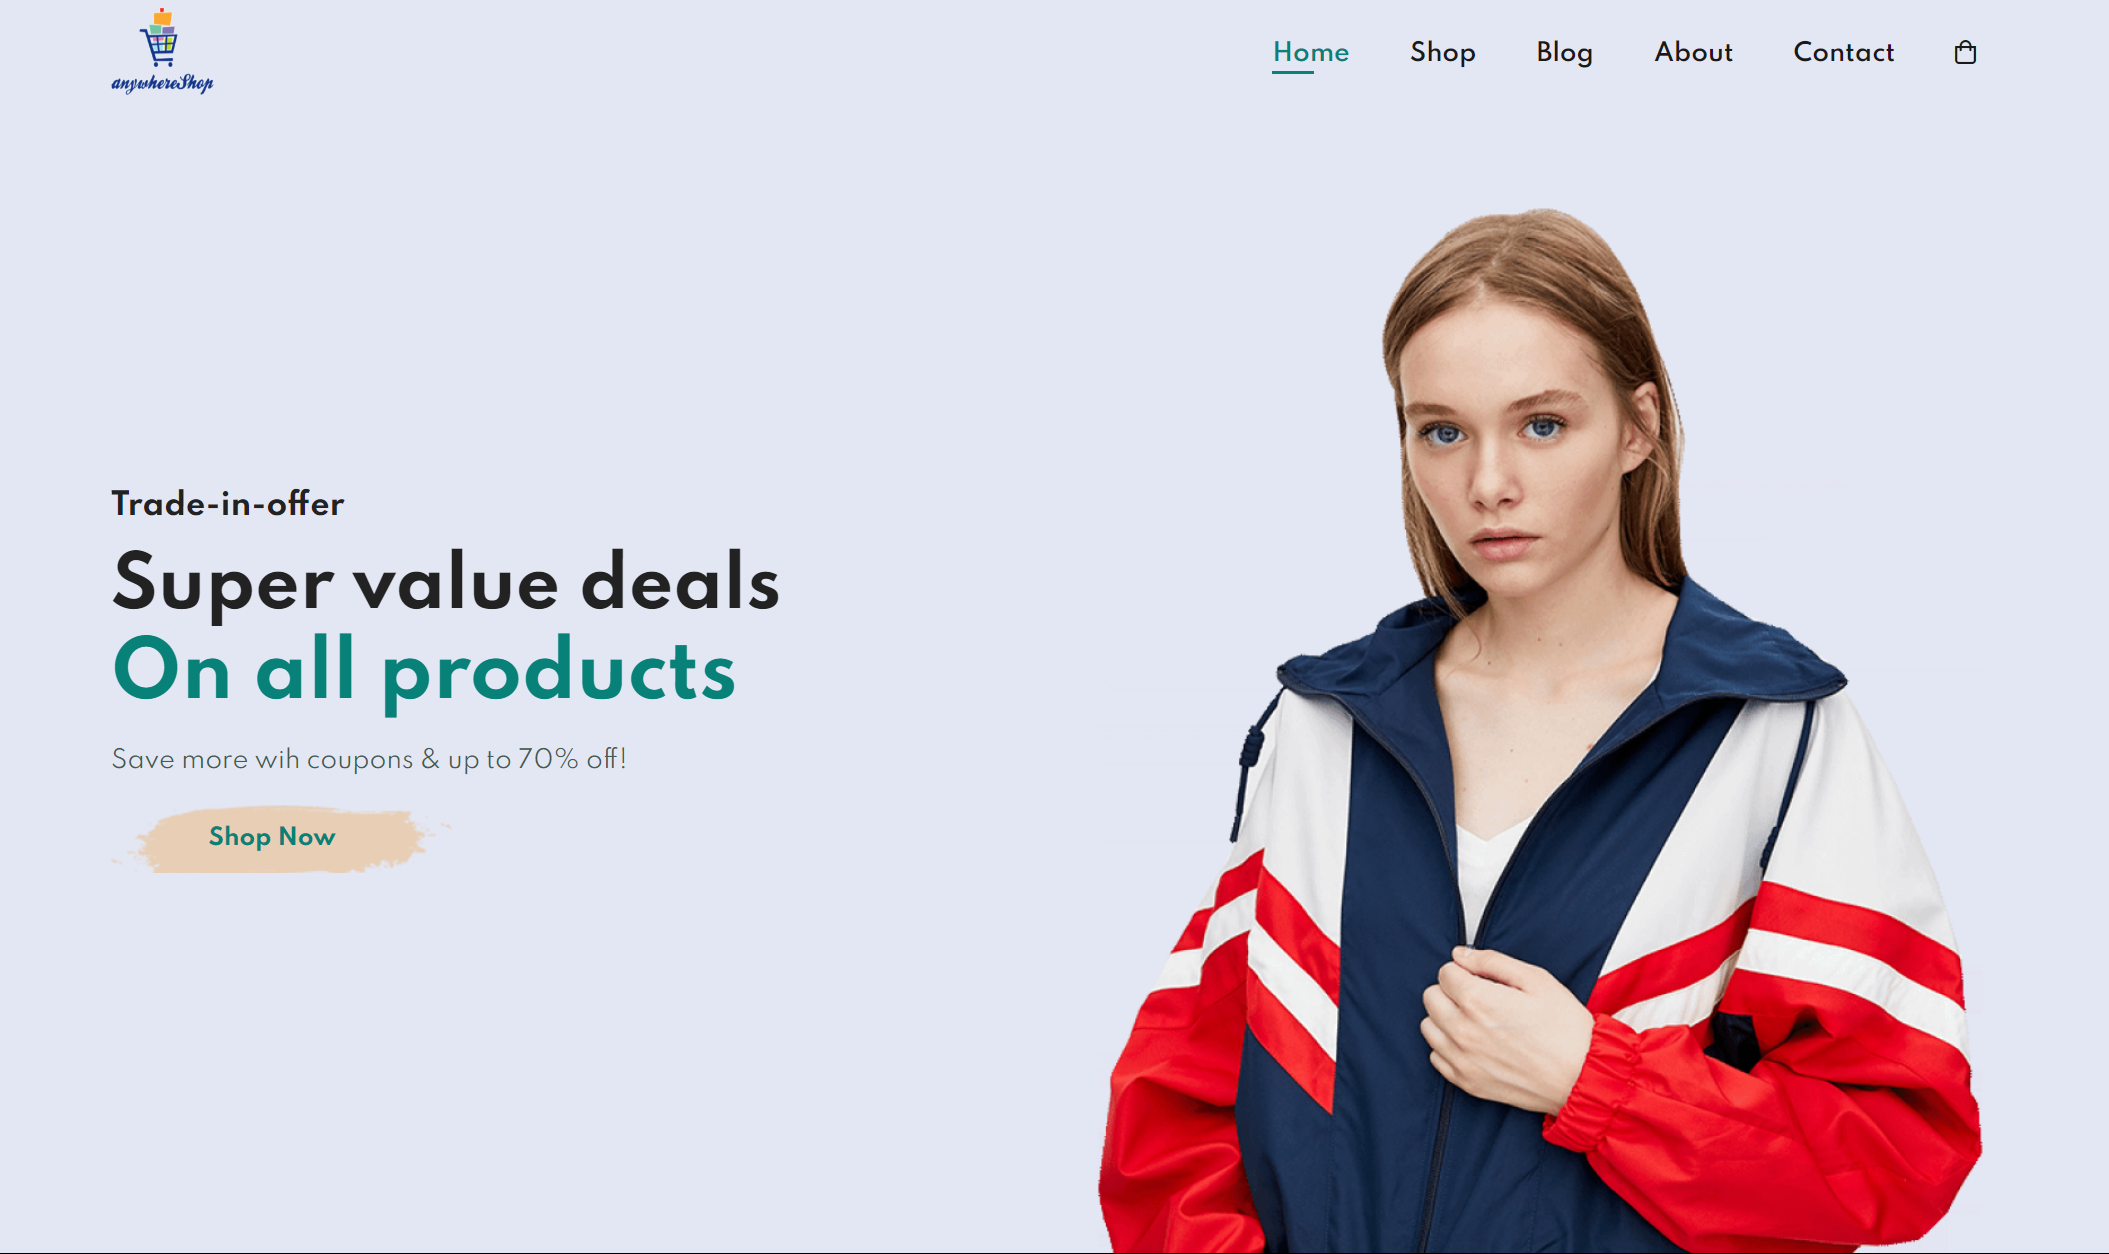 anywhereShop
Home Shop Blog About Contact
Trade-in-offer
Super value deals
On all products
Save more wih coupons & up to 70% off!
Shop Now